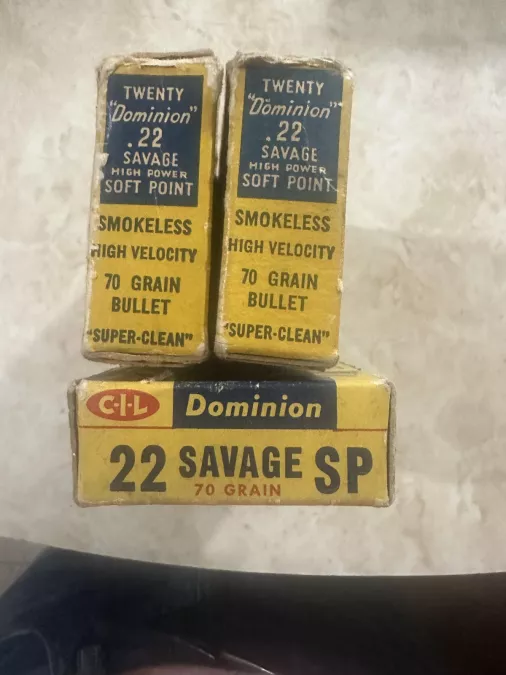 TWENTY
"Dominion"
.22
SAVAGE
HIGH POWER
SOFT POINT
SMOKELESS
HIGH VELOCITY
70 GRAIN
BULLET
"SUPER-CLEAN"
TWENTY
"Dominion"
.22
SAVAGE
HIGH POWER
SOFT POINT
SMOKELESS
HIGH VELOCITY
70 GRAIN
BULLET
"SUPER-CLEAN"
C-I-L Dominion
22 SAVAGE SP
70 GRAIN